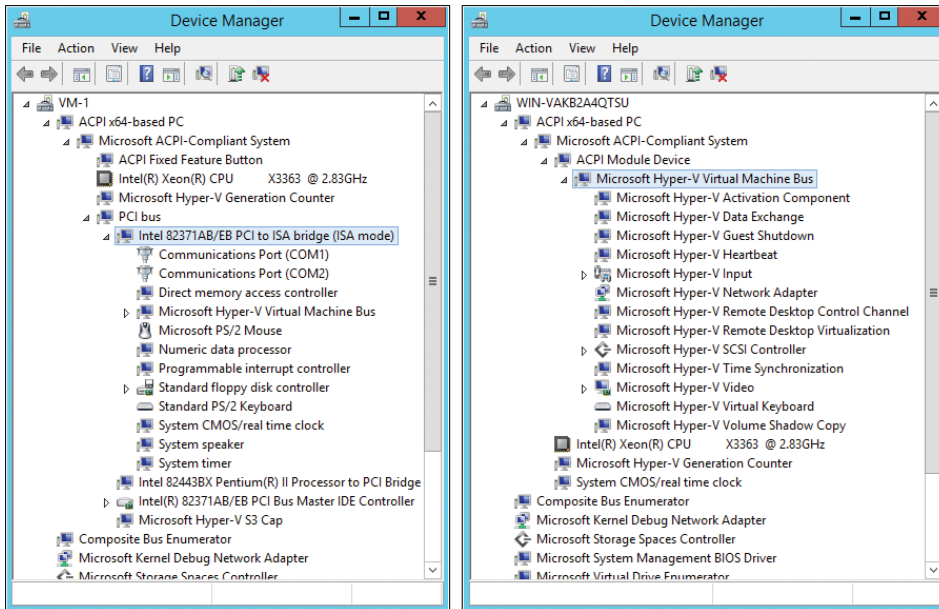 Device Manager
File Action View Help
VM-1
ACPI x64-based PC
Microsoft ACPI-Compliant System
ACPI Fixed Feature Button
Intel(R) Xeon(R) CPU X3363 @ 2.83GHz
Microsoft Hyper-V Generation Counter
PCI bus
Intel 82371AB/EB PCI to ISA bridge (ISA mode)
Communications Port (COM1)
Communications Port (COM2)
Direct memory access controller
Microsoft Hyper-V Virtual Machine Bus
Microsoft PS/2 Mouse
Numeric data processor
Programmable interrupt controller
Standard floppy disk controller
Standard PS/2 Keyboard
System CMOS/real time clock
System speaker
System timer
Intel 82443BX Pentium(R) II Processor to PCI Bridge
Intel(R) 82371AB/EB PCI Bus Master IDE Controller
Microsoft Hyper-V S3 Cap
Composite Bus Enumerator
Microsoft Kernel Debug Network Adapter
Microsoft Storage Spaces Controller
Device Manager
File Action View Help
WIN-VAKB2A4QTSU
ACPI x64-based PC
Microsoft ACPI-Compliant System
ACPI Module Device
Microsoft Hyper-V Virtual Machine Bus
Microsoft Hyper-V Activation Component
Microsoft Hyper-V Data Exchange
Microsoft Hyper-V Guest Shutdown
Microsoft Hyper-V Heartbeat
Microsoft Hyper-V Input
Microsoft Hyper-V Network Adapter
Microsoft Hyper-V Remote Desktop Control Channel
Microsoft Hyper-V Remote Desktop Virtualization
Microsoft Hyper-V SCSI Controller
Microsoft Hyper-V Time Synchronization
Microsoft Hyper-V Video
Microsoft Hyper-V Virtual Keyboard
Microsoft Hyper-V Volume Shadow Copy
Intel(R) Xeon(R) CPU X3363 @ 2.83GHz
Microsoft Hyper-V Generation Counter
System CMOS/real time clock
Composite Bus Enumerator
Microsoft Kernel Debug Network Adapter
Microsoft Storage Spaces Controller
Microsoft System Management BIOS Driver
Microsoft Virtual Drive Enumerator